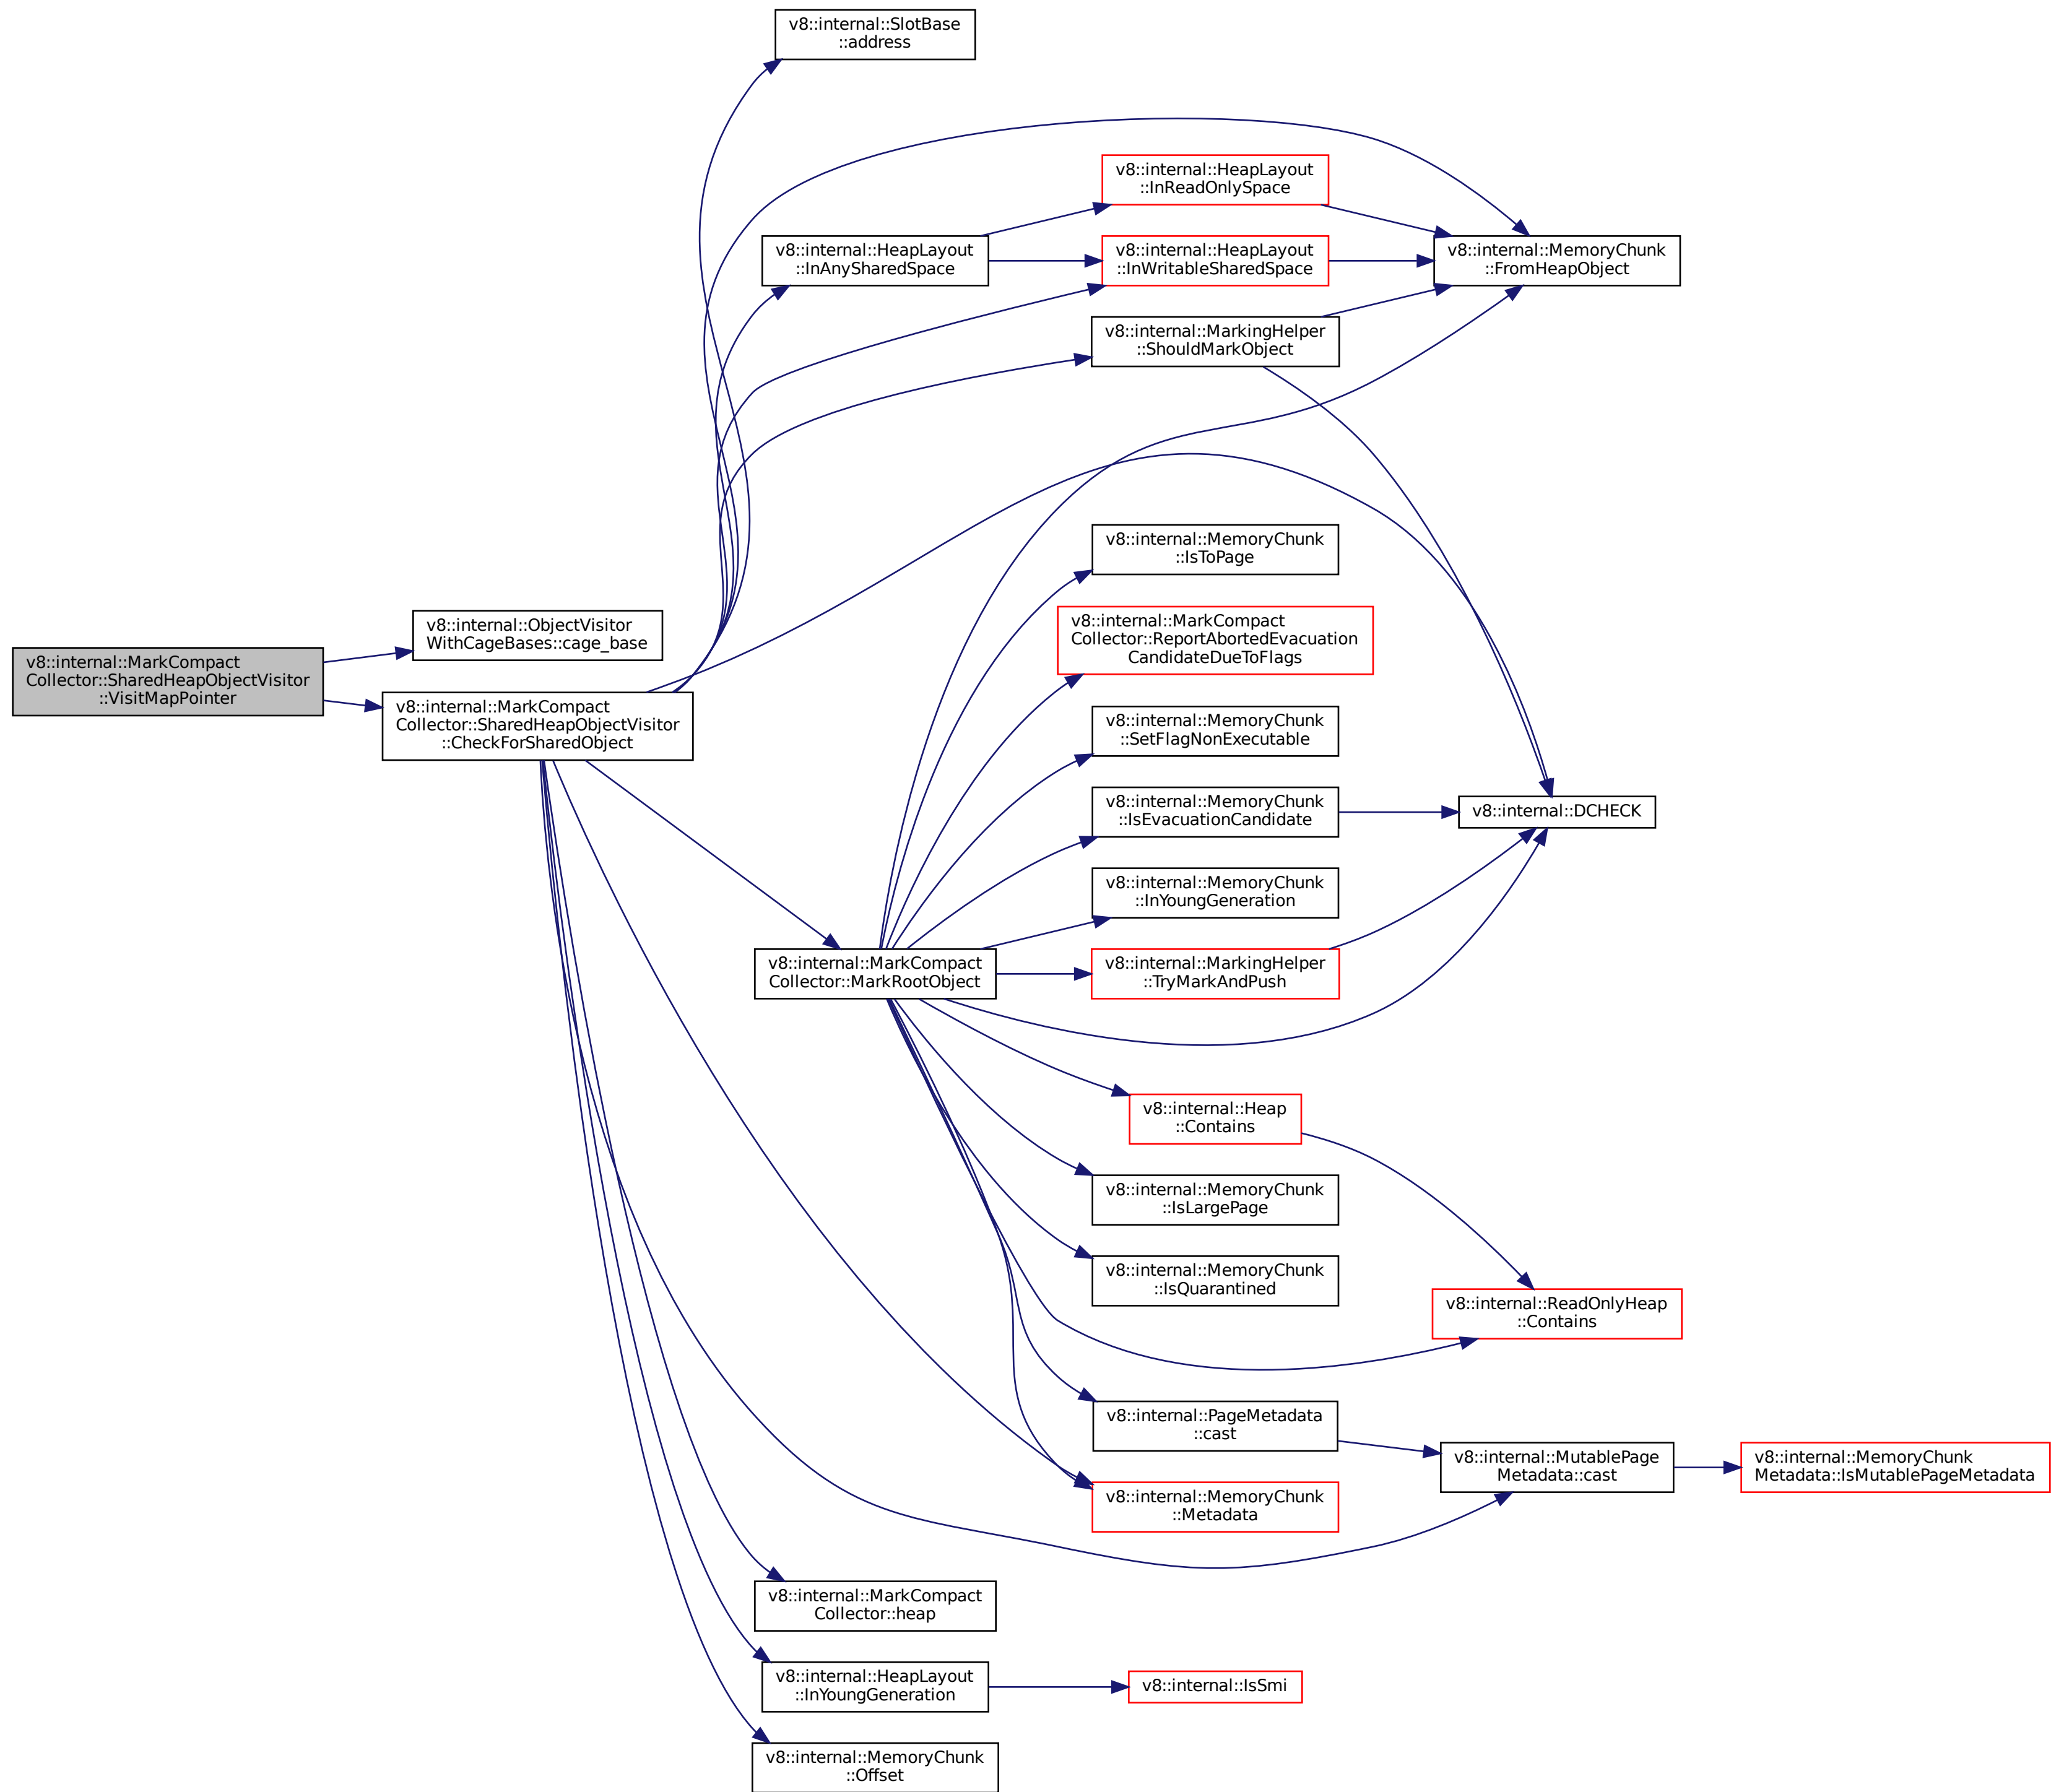 v8::internal::SlotBase
::address
v8::internal::HeapLayout
::InReadOnlySpace
v8::internal::HeapLayout
::InAnySharedSpace
v8::internal::HeapLayout
::InWritableSharedSpace
v8::internal::MemoryChunk
::FromHeapObject
v8::internal::MarkingHelper
::ShouldMarkObject
v8::internal::MemoryChunk
::IsToPage
v8::internal::ObjectVisitor
WithCageBases::cage_base
v8::internal::MarkCompact
Collector::ReportAbortedEvacuation
CandidateDueToFlags
v8::internal::MarkCompact
Collector::SharedHeapObjectVisitor
::VisitMapPointer
v8::internal::MarkCompact
Collector::SharedHeapObjectVisitor
::CheckForSharedObject
v8::internal::MemoryChunk
::SetFlagNonExecutable
v8::internal::MemoryChunk
::IsEvacuationCandidate
v8::internal::DCHECK
v8::internal::MemoryChunk
::InYoungGeneration
v8::internal::MarkCompact
Collector::MarkRootObject
v8::internal::MarkingHelper
::TryMarkAndPush
v8::internal::Heap
::Contains
v8::internal::MemoryChunk
::IsLargePage
v8::internal::MemoryChunk
::IsQuarantined
v8::internal::ReadOnlyHeap
::Contains
v8::internal::PageMetadata
::cast
v8::internal::MutablePage
Metadata::cast
v8::internal::MemoryChunk
Metadata::IsMutablePageMetadata
v8::internal::MemoryChunk
::Metadata
v8::internal::MarkCompact
Collector::heap
v8::internal::HeapLayout
::InYoungGeneration
v8::internal::IsSmi
v8::internal::MemoryChunk
::Offset